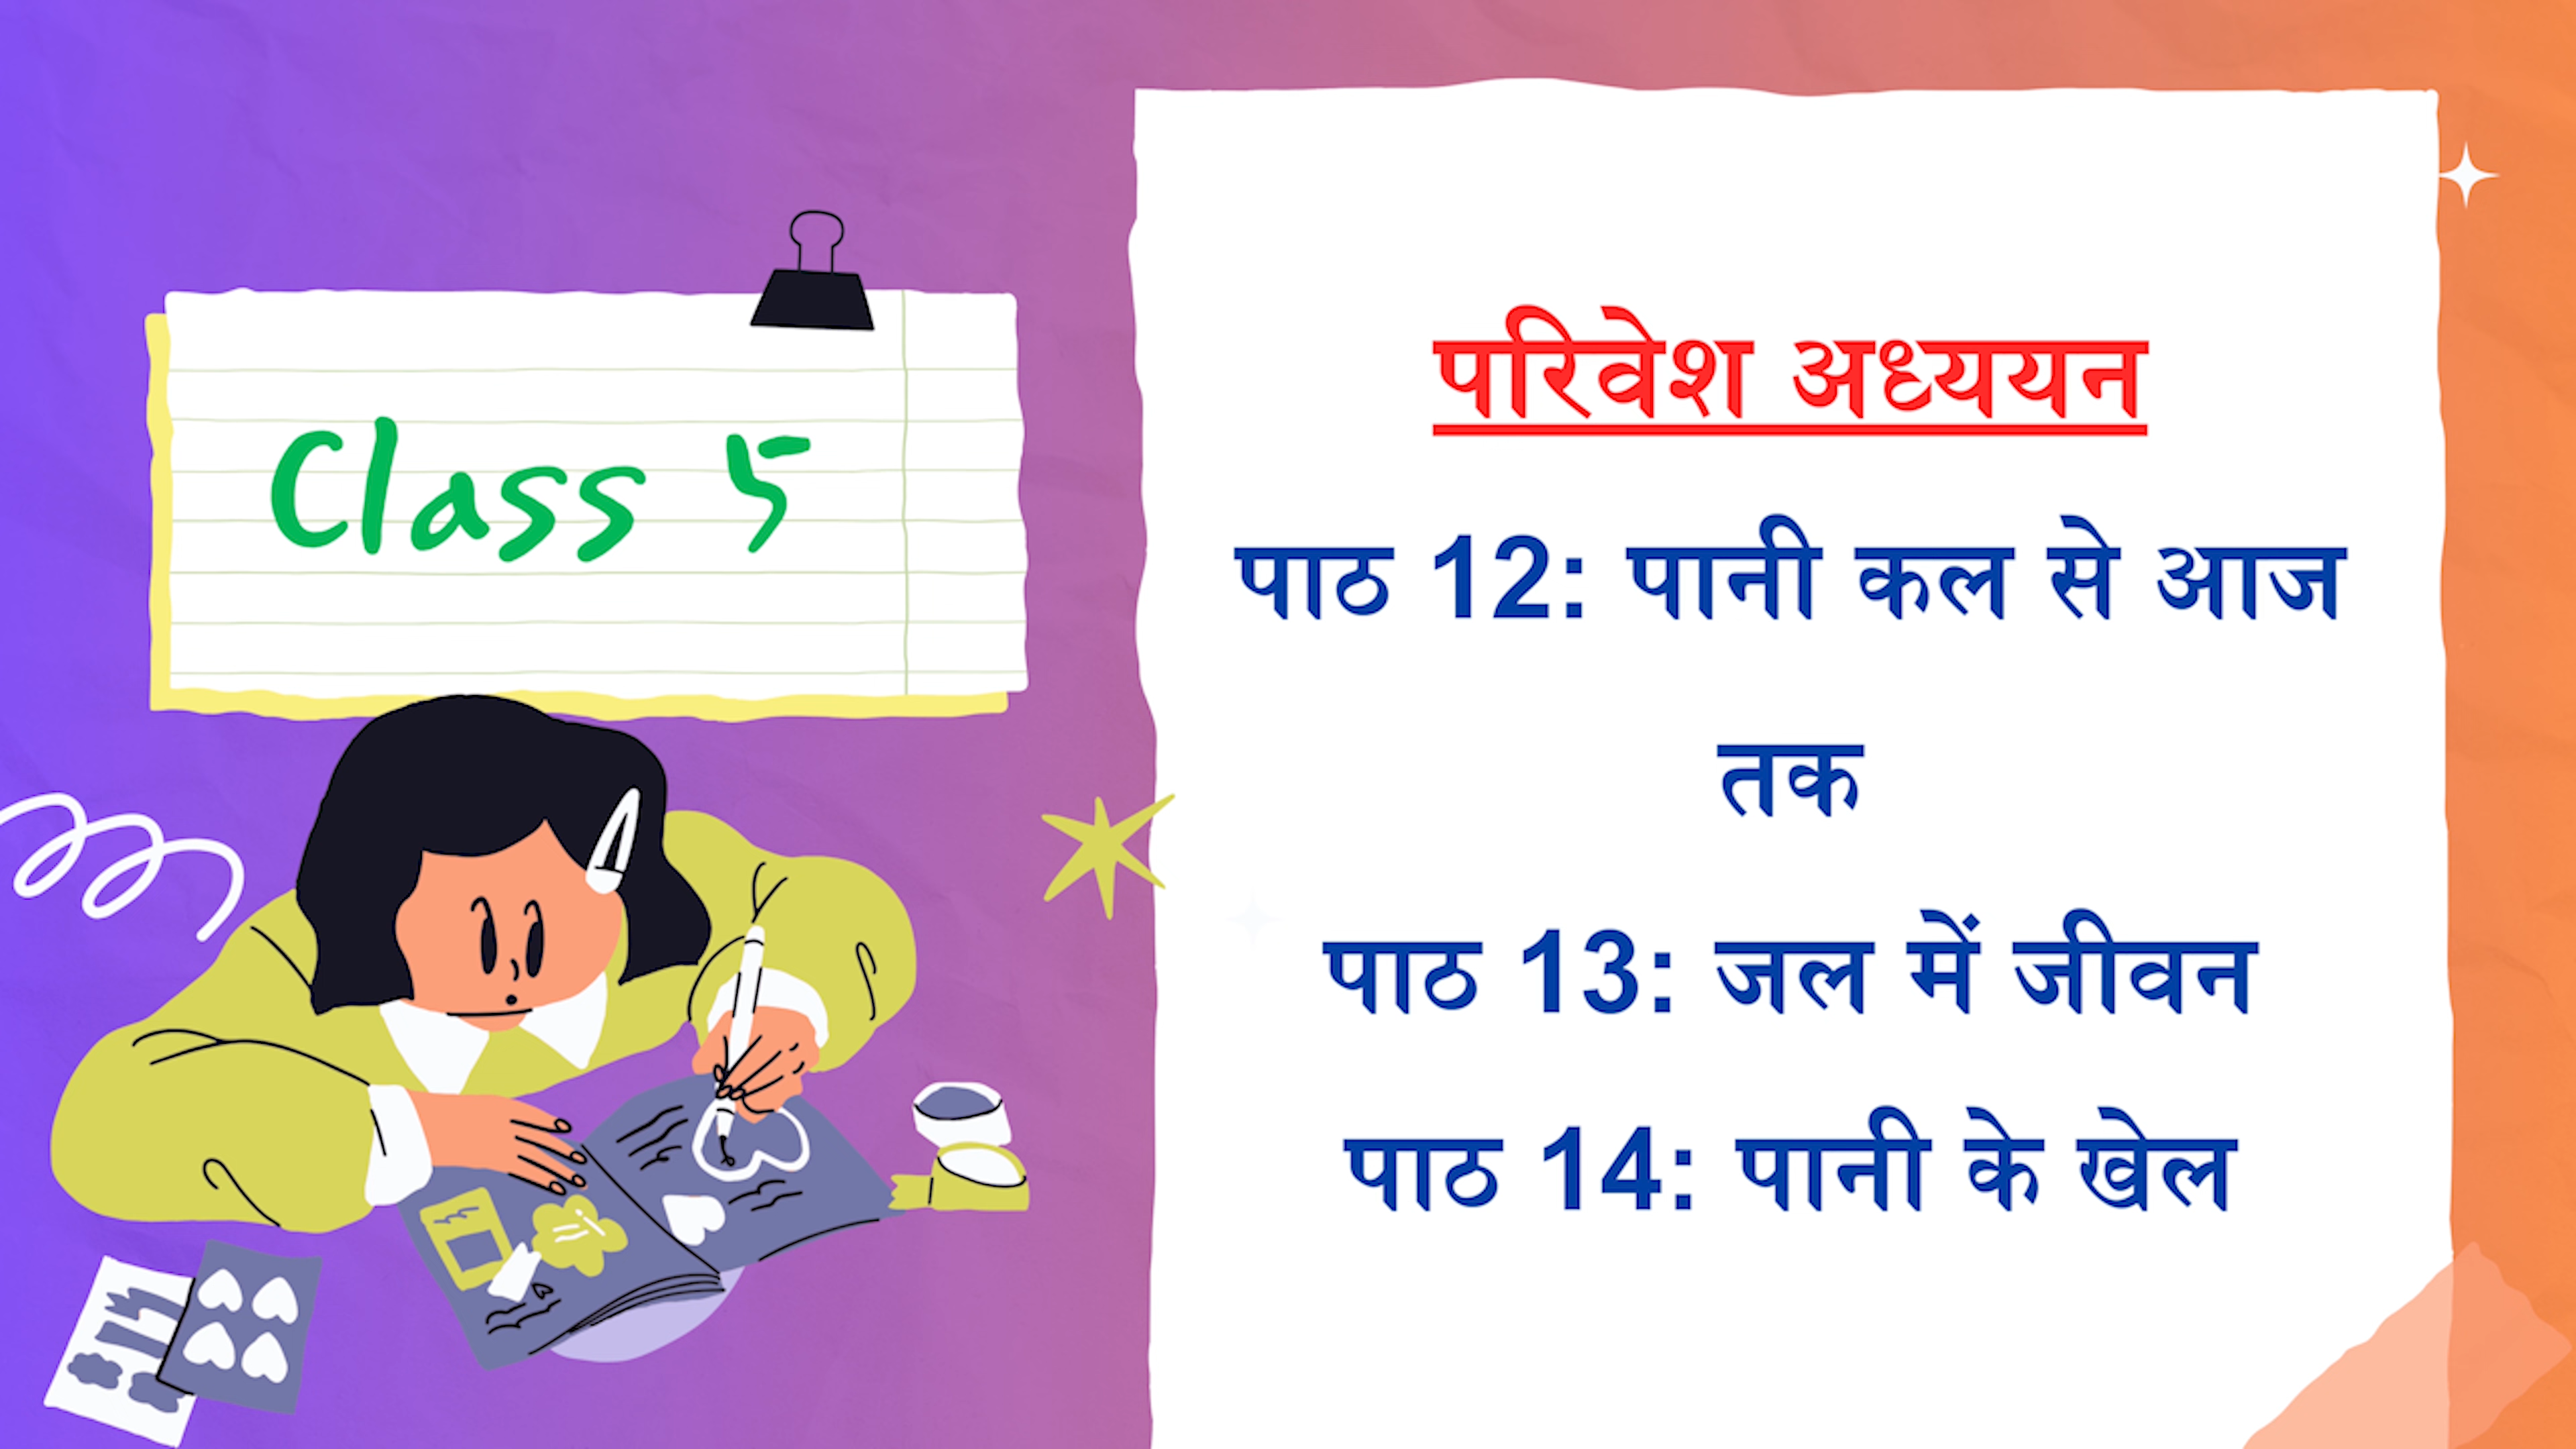 Class 5
परिवेश अध्ययन
पाठ 12: पानी कल से आज
तक
पाठ 13: जल में जीवन
पाठ 14: पानी के खेल